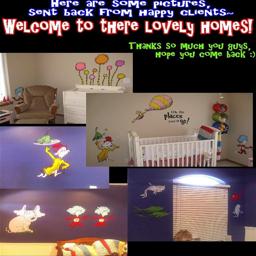 Here are some pictures,
sent back from happy clients~
Welcome to there lovely homes!
Thanks so much you guys,
Hope you come back :)
places